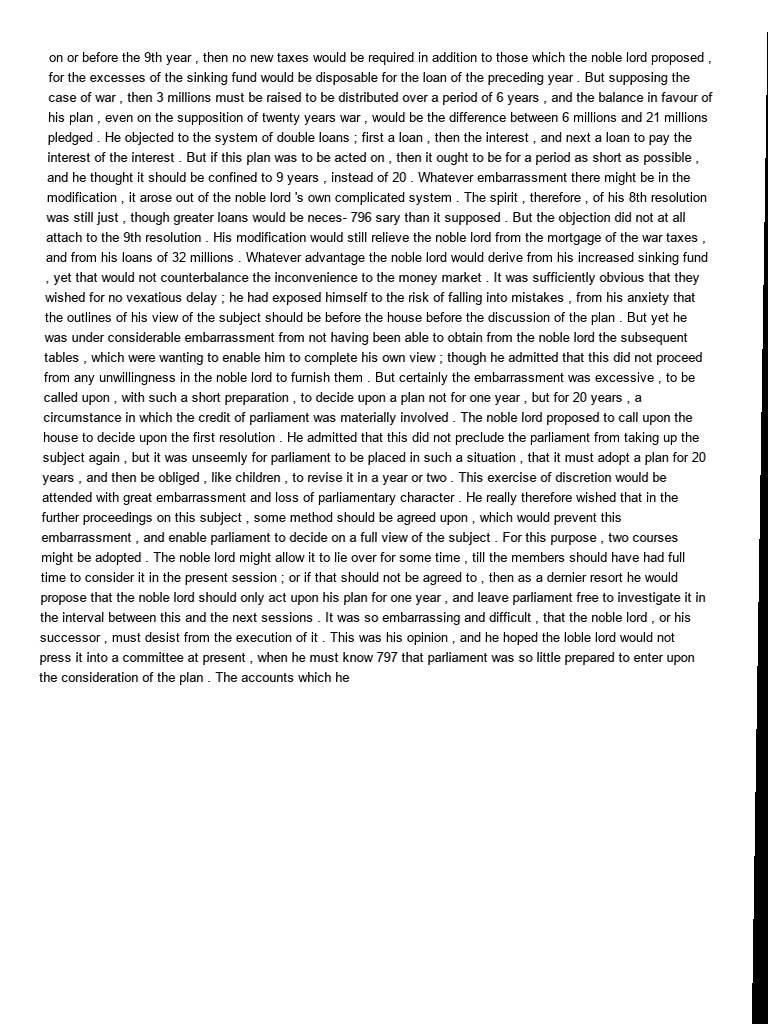 on or before the 9th year , then no new taxes would be required in addition to those which the noble lord proposed ,
for the excesses of the sinking fund would be disposable for the loan of the preceding year . But supposing the
case of war , then 3 millions must be raised to be distributed over a period of 6 years , and the balance in favour of
his plan , even on the supposition of twenty years war , would be the difference between 6 millions and 21 millions
pledged . He objected to the system of double loans ; first a loan , then the interest , and next a loan to pay the
interest of the interest . But if this plan was to be acted on , then it ought to be for a period as short as possible ,
and he thought it should be confined to 9 years , instead of 20 . Whatever embarrassment there might be in the
modification , it arose out of the noble lord 's own complicated system . The spirit , therefore , of his 8th resolution
was still just , though greater loans would be neces- 796 sary than it supposed . But the objection did not at all
attach to the 9th resolution . His modification would still relieve the noble lord from the mortgage of the war taxes ,
and from his loans of 32 millions . Whatever advantage the noble lord would derive from his increased sinking fund
, yet that would not counterbalance the inconvenience to the money market . It was sufficiently obvious that they
wished for no vexatious delay ; he had exposed himself to the risk of falling into mistakes , from his anxiety that
the outlines of his view of the subject should be before the house before the discussion of the plan . But yet he
was under considerable embarrassment from not having been able to obtain from the noble lord the subsequent
tables , which were wanting to enable him to complete his own view ; though he admitted that this did not proceed
from any unwillingness in the noble lord to furnish them . But certainly the embarrassment was excessive , to be
called upon , with such a short preparation , to decide upon a plan not for one year , but for 20 years , a
circumstance in which the credit of parliament was materially involved . The noble lord proposed to call upon the
house to decide upon the first resolution . He admitted that this did not preclude the parliament from taking up the
subject again , but it was unseemly for parliament to be placed in such a situation , that it must adopt a plan for 20
years , and then be obliged , like children , to revise it in a year or two . This exercise of discretion would be
attended with great embarrassment and loss of parliamentary character . He really therefore wished that in the
further proceedings on this subject , some method should be agreed upon , which would prevent this
embarrassment , and enable parliament to decide on a full view of the subject . For this purpose , two courses
might be adopted . The noble lord might allow it to lie over for some time , till the members should have had full
time to consider it in the present session ; or if that should not be agreed to , then as a dernier resort he would
propose that the noble lord should only act upon his plan for one year , and leave parliament free to investigate it in
the interval between this and the next sessions . It was so embarrassing and difficult , that the noble lord , or his
successor , must desist from the execution of it . This was his opinion , and he hoped the loble lord would not
press it into a committee at present , when he must know 797 that parliament was so little prepared to enter upon
the consideration of the plan . The accounts which he